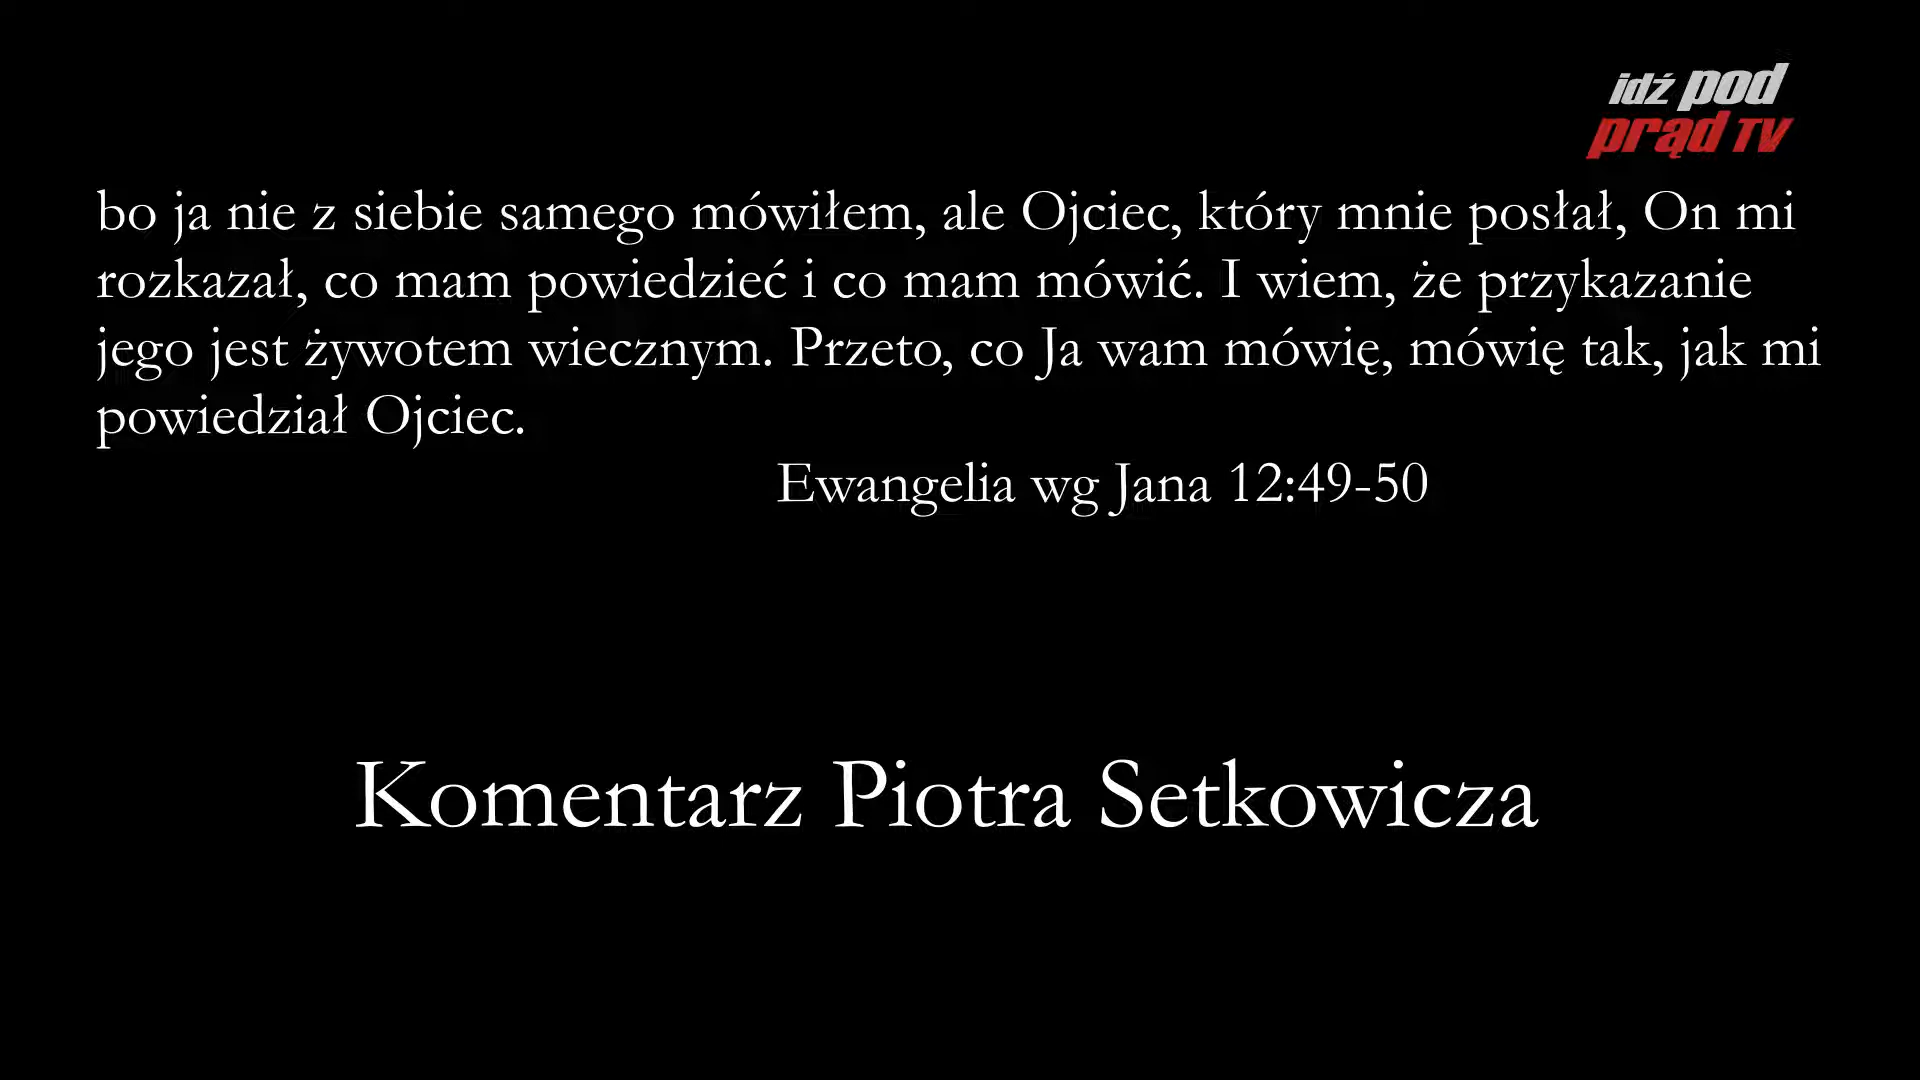 idź pod
prąd TV
bo ja nie z siebie samego mówiłem, ale Ojciec, który mnie posłał, On mi
rozkazał, co mam powiedzieć i co mam mówić. I wiem, że przykazanie
jego jest żywotem wiecznym. Przeto, co Ja wam mówię, mówię tak, jak mi
powiedział Ojciec.
Ewangelia wg Jana 12:49-50
Komentarz Piotra Setkowicza